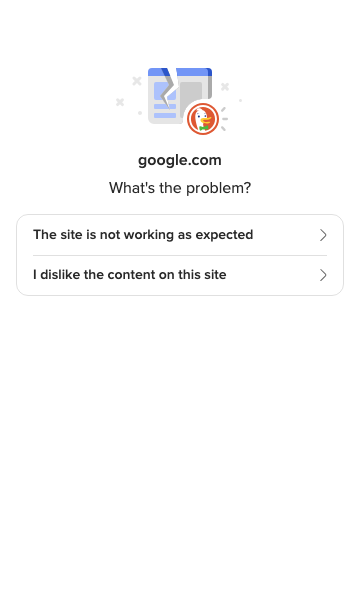 google.com
What's the problem?
The site is not working as expected
I dislike the content on this site